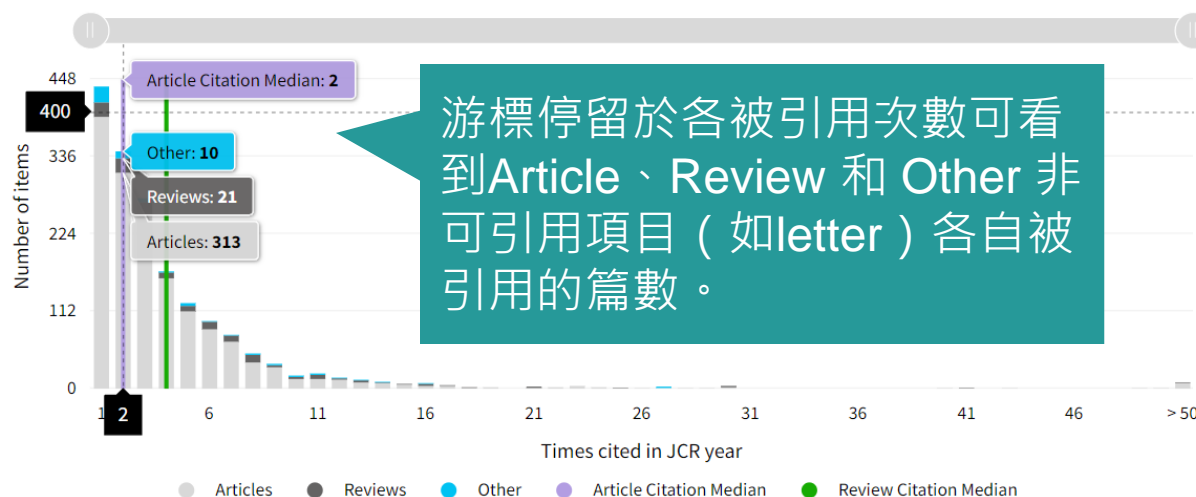 448
Article Citation Median: 2
400
Number of items
336
Other: 10
Reviews: 21
224
Articles: 313
112
0
游標停留於各被引用次數可看
到Article、Review 和 Other 非
可引用項目（如letter）各自被
引用的篇數。
1 2 6 11 16 21 26 31 36 41 46 > 50
Times cited in JCR year
Articles Reviews Other Article Citation Median Review Citation Median